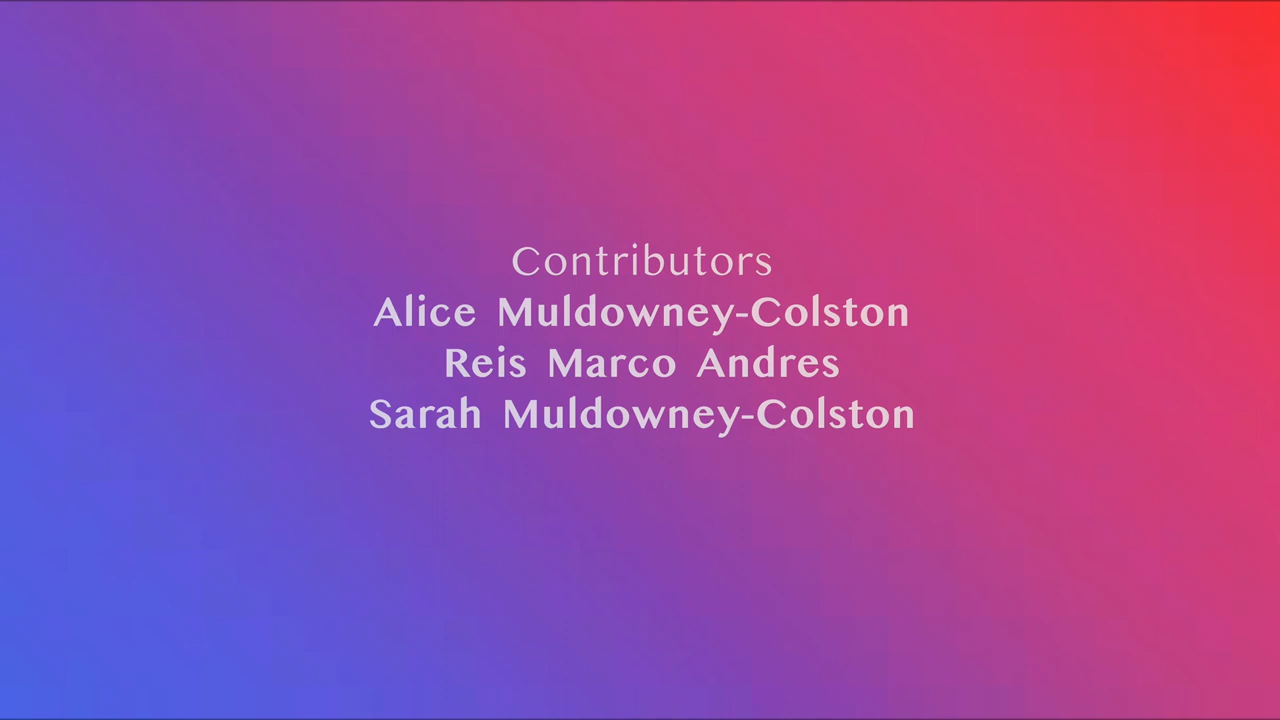 Contributors
Alice Muldowney-Colston
Reis Marco Andres
Sarah Muldowney-Colston